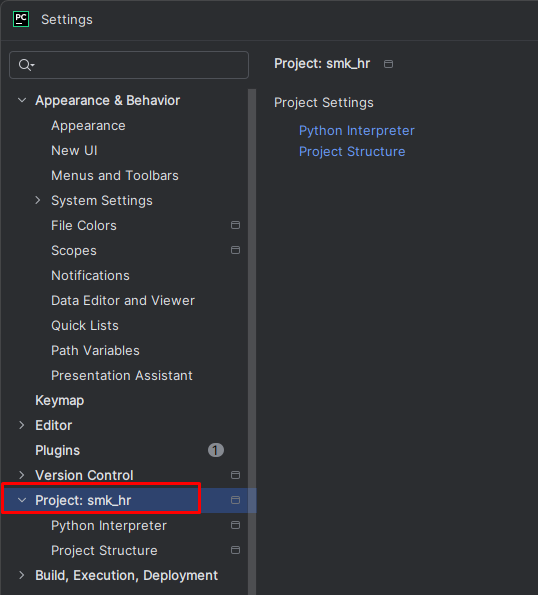 PC
Settings
Appearance & Behavior
Appearance
New UI
Menus and Toolbars
System Settings
File Colors
Scopes
Notifications
Data Editor and Viewer
Quick Lists
Path Variables
Presentation Assistant
Keymap
Editor
Plugins 1
Version Control
Project: smk_hr
Python Interpreter
Project Structure
Build, Execution, Deployment
Project: smk_hr
Project Settings
Python Interpreter
Project Structure